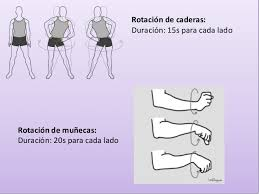 Rotación de caderas:
Duración: 15s para cada lado
Rotación de muñecas:
Duración: 20s para cada lado